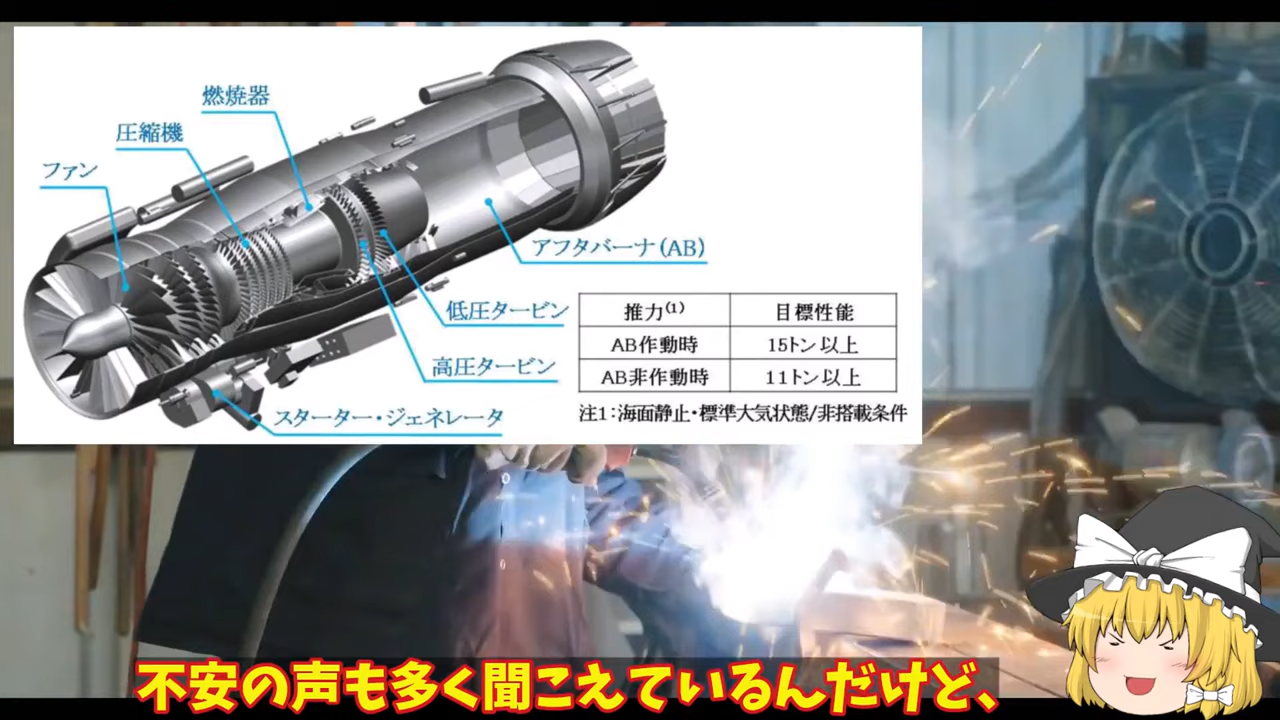 燃焼器
圧縮機
ファン
アフタバーナ(AB)
低圧タービン
高圧タービン
スターター・ジェネレータ
推力(1) 目標性能
AB作動時 15トン以上
AB非作動時 11トン以上
注1:海面静止・標準大気状態/非搭載条件
不安の声も多く聞こえているんだけど、